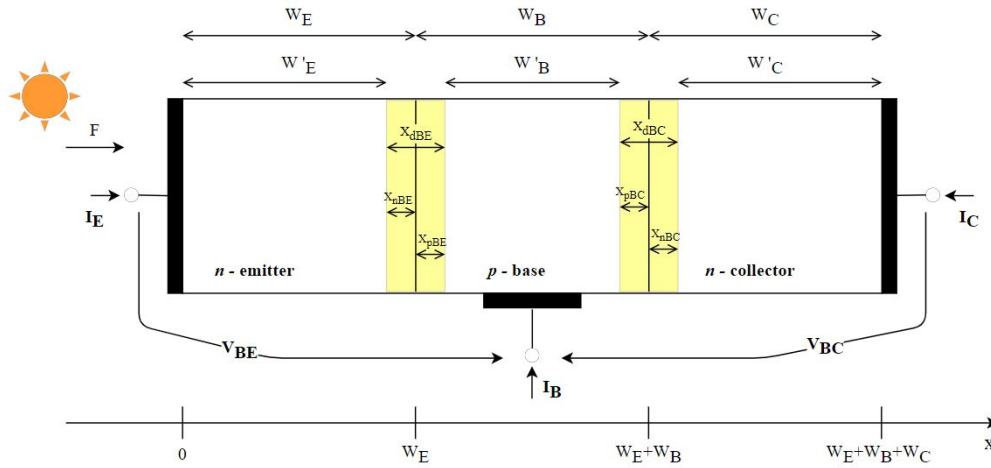 W_E W_B W_C
W'_E W'_B W'_C
F
X_dBE X_dBC
X_nBE X_pBC
X_pBE X_nBC
I_E I_C
n - emitter p - base n - collector
V_BE V_BC
I_B
0 W_E W_E+W_B W_E+W_B+W_C x